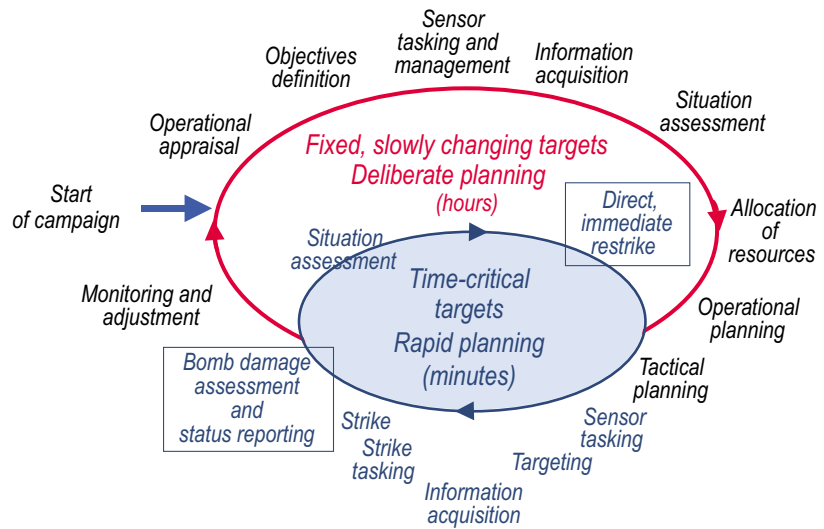 Sensor
tasking and
management
Objectives
definition
Information
acquisition
Situation
assessment
Operational
appraisal
Fixed, slowly changing targets
Deliberate planning
(hours)
Start
of campaign
Direct,
immediate
restrike
Allocation
of
resources
Situation
assessment
Time-critical
targets
Rapid planning
(minutes)
Monitoring and
adjustment
Operational
planning
Bomb damage
assessment
and
status reporting
Tactical
planning
Strike
Strike
tasking
Information
acquisition
Targeting
Sensor
tasking